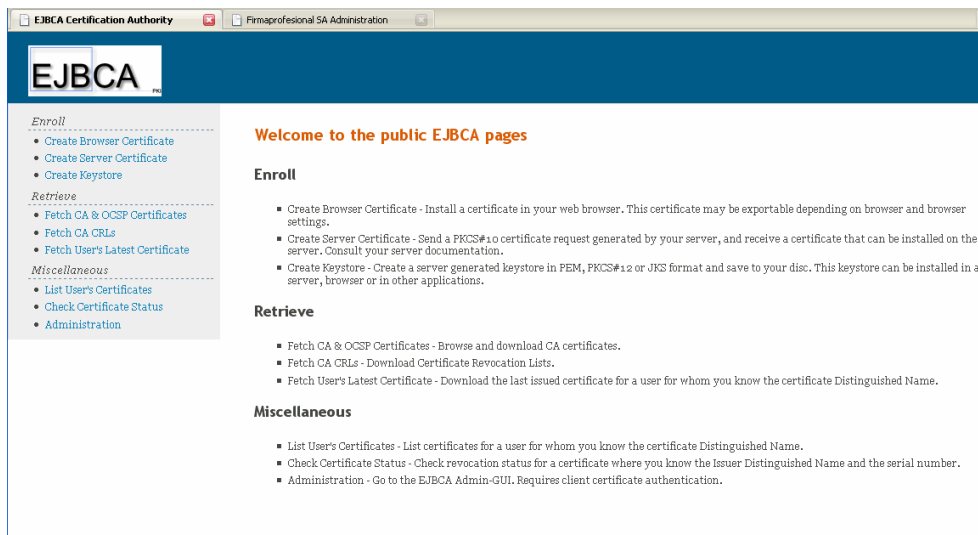 EJBCA Certification Authority
Firmaprofesional SA Administration
EJBCA
PKI
Enroll
Create Browser Certificate
Create Server Certificate
Create Keystore
Retrieve
Fetch CA & OCSP Certificates
Fetch CA CRLs
Fetch User's Latest Certificate
Miscellaneous
List User's Certificates
Check Certificate Status
Administration
Welcome to the public EJBCA pages
Enroll
Create Browser Certificate - Install a certificate in your web browser. This certificate may be exportable depending on browser and browser
settings.
Create Server Certificate - Send a PKCS#10 certificate request generated by your server, and receive a certificate that can be installed on the
server. Consult your server documentation.
Create Keystore - Create a server generated keystore in PEM, PKCS#12 or JKS format and save to your disc. This keystore can be installed in a
server, browser or in other applications.
Retrieve
Fetch CA & OCSP Certificates - Browse and download CA certificates.
Fetch CA CRLs - Download Certificate Revocation Lists.
Fetch User's Latest Certificate - Download the last issued certificate for a user for whom you know the certificate Distinguished Name.
Miscellaneous
List User's Certificates - List certificates for a user for whom you know the certificate Distinguished Name.
Check Certificate Status - Check revocation status for a certificate where you know the Issuer Distinguished Name and the serial number.
Administration - Go to the EJBCA Admin-GUI. Requires client certificate authentication.